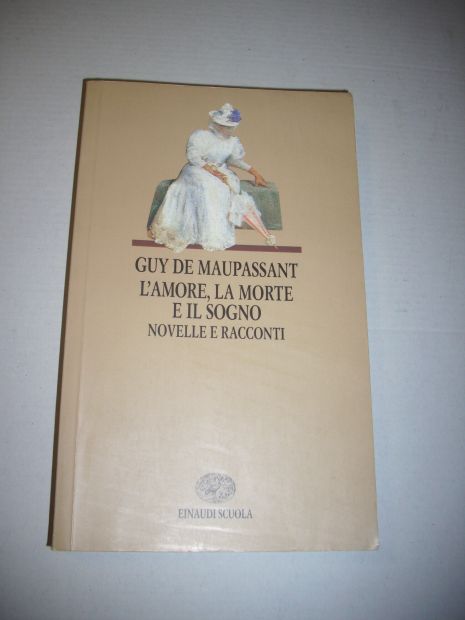 GUY DE MAUPASSANT
L'AMORE, LA MORTE
E IL SOGNO
NOVELLE E RACCONTI
EINAUDI SCUOLA